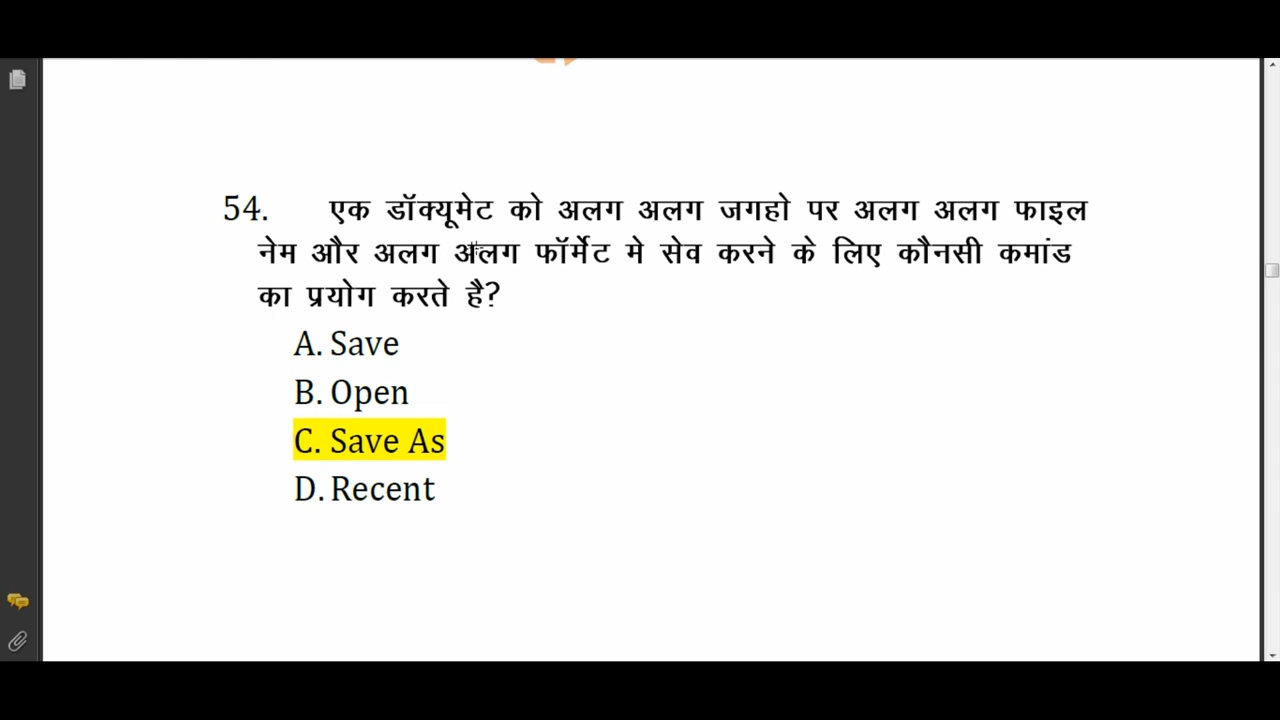 54. एक डॉक्यूमेट को अलग अलग जगहो पर अलग अलग फाइल
नेम और अलग अलग फॉर्मेट मे सेव करने के लिए कौनसी कमांड
का प्रयोग करते है?
A. Save
B. Open
C. Save As
D. Recent